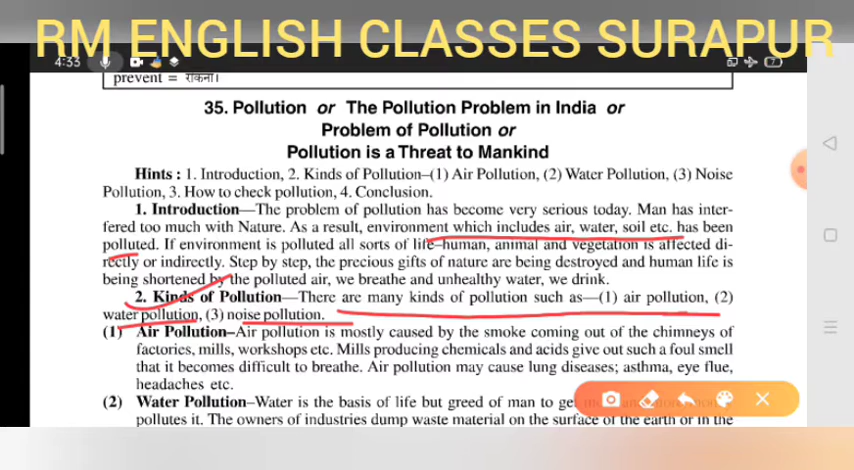 RM ENGLISH CLASSES SURAPUR
4:33
prevent = रोकना।
35. Pollution or The Pollution Problem in India or
Problem of Pollution or
Pollution is a Threat to Mankind
Hints : 1. Introduction, 2. Kinds of Pollution–(1) Air Pollution, (2) Water Pollution, (3) Noise
Pollution, 3. How to check pollution, 4. Conclusion.
1. Introduction—The problem of pollution has become very serious today. Man has inter-
fered too much with Nature. As a result, environment which includes air, water, soil etc. has been
polluted. If environment is polluted all sorts of life–human, animal and vegetation is affected di-
rectly or indirectly. Step by step, the precious gifts of nature are being destroyed and human life is
being shortened by the polluted air, we breathe and unhealthy water, we drink.
2. Kinds of Pollution—There are many kinds of pollution such as—(1) air pollution, (2)
water pollution, (3) noise pollution.
(1) Air Pollution–Air pollution is mostly caused by the smoke coming out of the chimneys of
factories, mills, workshops etc. Mills producing chemicals and acids give out such a foul smell
that it becomes difficult to breathe. Air pollution may cause lung diseases; asthma, eye flue,
headaches etc.
(2) Water Pollution–Water is the basis of life but greed of man to get
pollutes it. The owners of industries dump waste material on the surface of the earth or in the